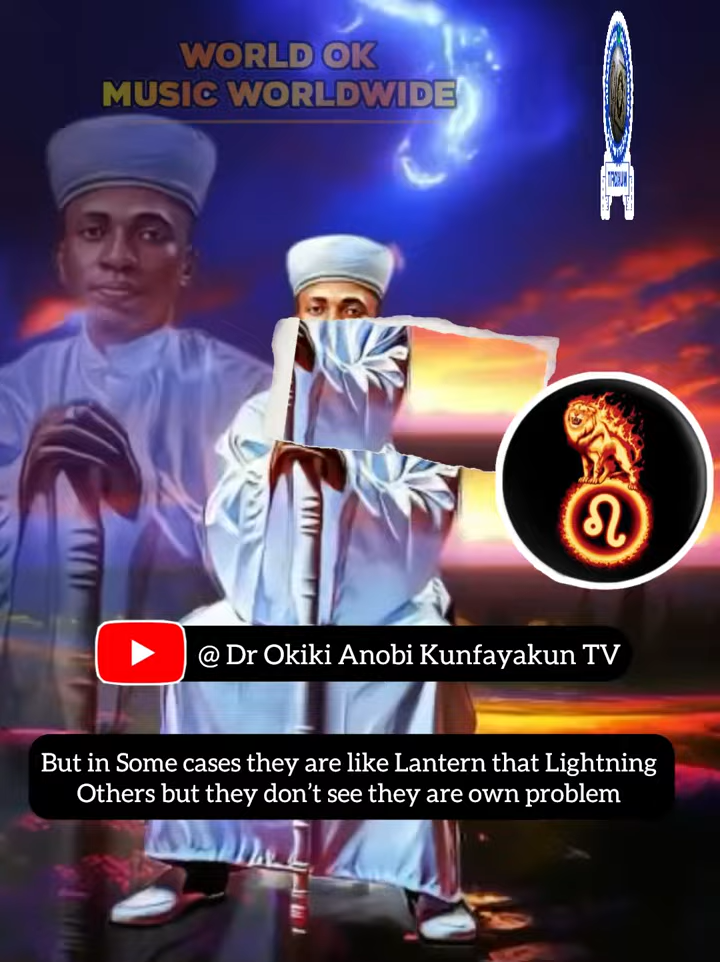 WORLD OK
MUSIC WORLDWIDE
@ Dr Okiki Anobi Kunfayakun TV
But in Some cases they are like Lantern that Lightning
Others but they don't see they are own problem